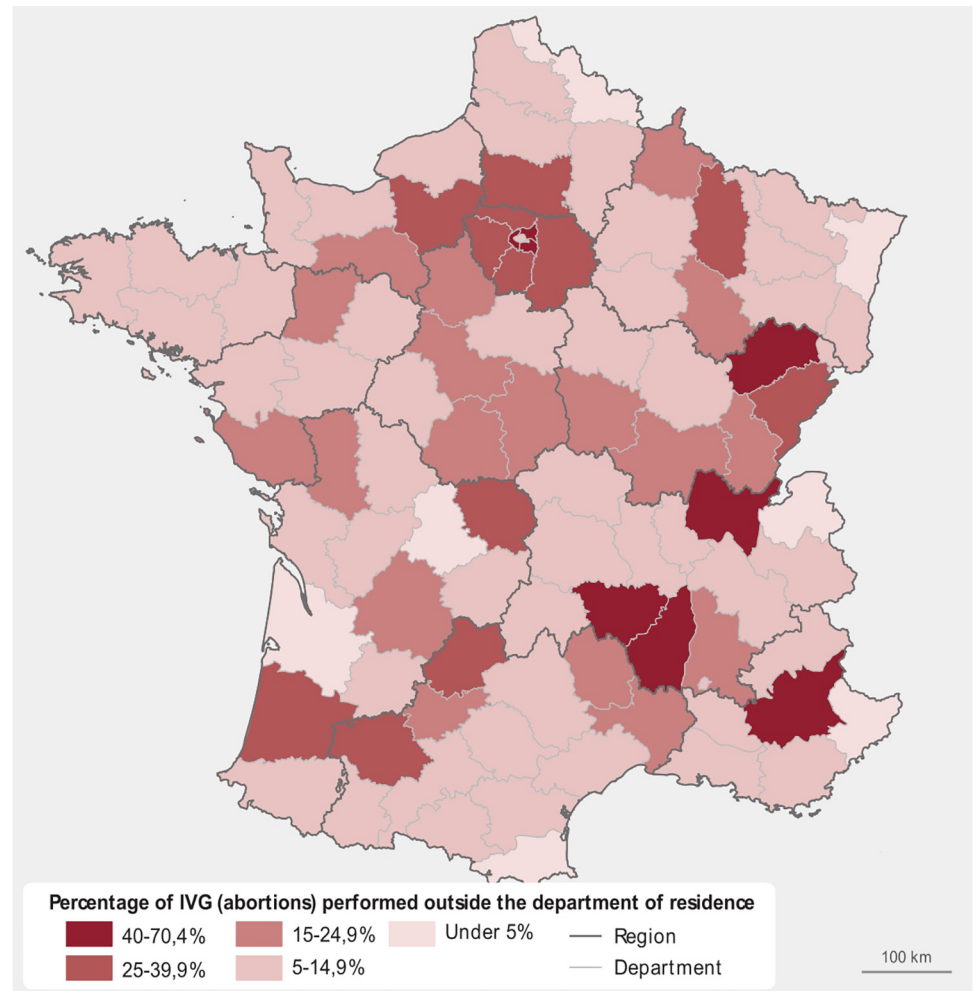 Percentage of IVG (abortions) performed outside the department of residence
40-70,4%
15-24,9%
Under 5%
Region
25-39,9%
5-14,9%
Department
100 km